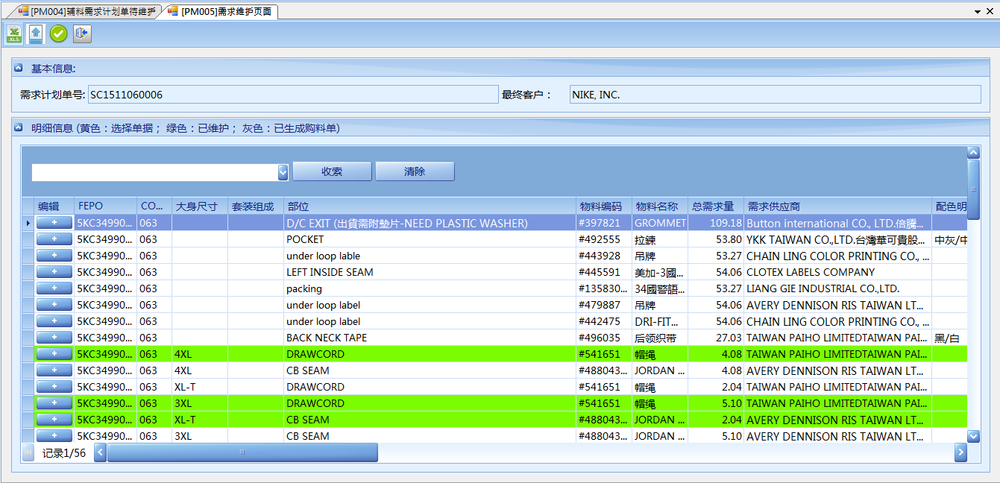 [PM004]辅料需求计划单待维护 [PM005]需求维护页面
XLS
基本信息:
需求计划单号: SC1511060006 最终客户： NIKE, INC.
明细信息 (黄色：选择单据； 绿色：已维护； 灰色：已生成购料单)
收索 清除
编辑 FEPO CO... 大身尺寸 套装组成 部位 物料编码 物料名称 总需求量 需求供应商 配色明
+ 5KC34990... 063 D/C EXIT (出貨需附墊片-NEED PLASTIC WASHER) #397821 GROMMET 109.18 Button international CO., LTD.倍騰...
+ 5KC34990... 063 POCKET #492555 拉鍊 53.80 YKK TAIWAN CO.,LTD.台灣華可貴股... 中灰/中
+ 5KC34990... 063 under loop lable #443928 吊牌 53.27 CHAIN LING COLOR PRINTING CO., ...
+ 5KC34990... 063 LEFT INSIDE SEAM #445591 美加-3國... 54.06 CLOTEX LABELS COMPANY
+ 5KC34990... 063 packing #135830... 34國警語... 53.27 LIANG GIE INDUSTRIAL CO.,LTD.
+ 5KC34990... 063 under loop label #479887 吊牌 54.06 AVERY DENNISON RIS TAIWAN LT...
+ 5KC34990... 063 under loop label #442475 DRI-FIT... 54.06 CHAIN LING COLOR PRINTING CO., ...
+ 5KC34990... 063 BACK NECK TAPE #496035 后领织带 27.03 TAIWAN PAIHO LIMITEDTAIWAN PAI... 黑/白
+ 5KC34990... 063 4XL DRAWCORD #541651 帽绳 4.08 TAIWAN PAIHO LIMITEDTAIWAN PAI...
+ 5KC34990... 063 4XL CB SEAM #488043... JORDAN ... 4.08 AVERY DENNISON RIS TAIWAN LT...
+ 5KC34990... 063 XL-T DRAWCORD #541651 帽绳 2.04 TAIWAN PAIHO LIMITEDTAIWAN PAI...
+ 5KC34990... 063 3XL DRAWCORD #541651 帽绳 5.10 TAIWAN PAIHO LIMITEDTAIWAN PAI...
+ 5KC34990... 063 XL-T CB SEAM #488043... JORDAN ... 2.04 AVERY DENNISON RIS TAIWAN LT...
+ 5KC34990... 063 3XL CB SEAM #488043... JORDAN ... 5.10 AVERY DENNISON RIS TAIWAN LT...
记录1/56